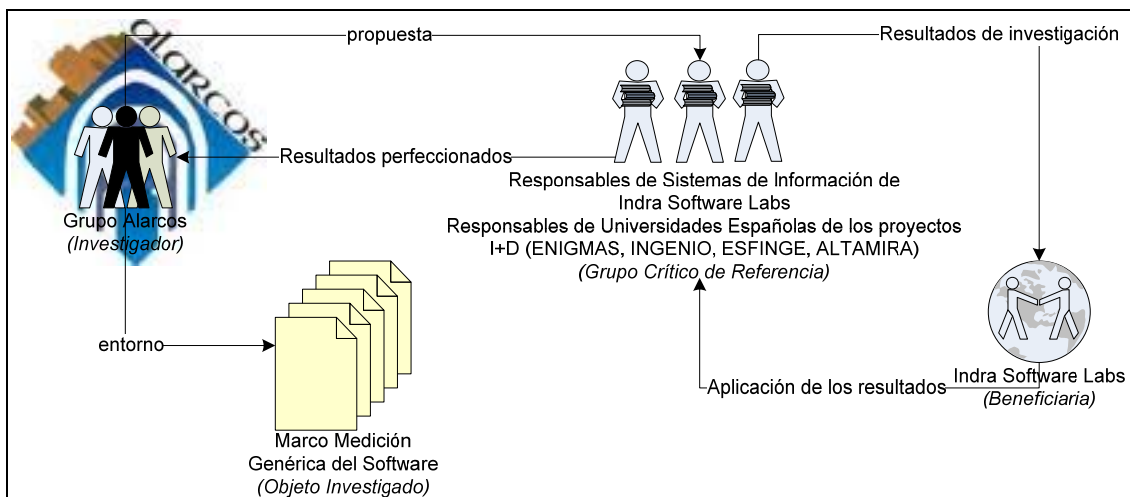 alarcos
propuesta
Resultados de investigación
Resultados perfeccionados
Responsables de Sistemas de Información de
Indra Software Labs
Responsables de Universidades Españolas de los proyectos
I+D (ENIGMAS, INGENIO, ESFINGE, ALTAMIRA)
(Grupo Crítico de Referencia)
Grupo Alarcos
(Investigador)
entorno
Aplicación de los resultados
Indra Software Labs
(Beneficiaria)
Marco Medición
Genérica del Software
(Objeto Investigado)